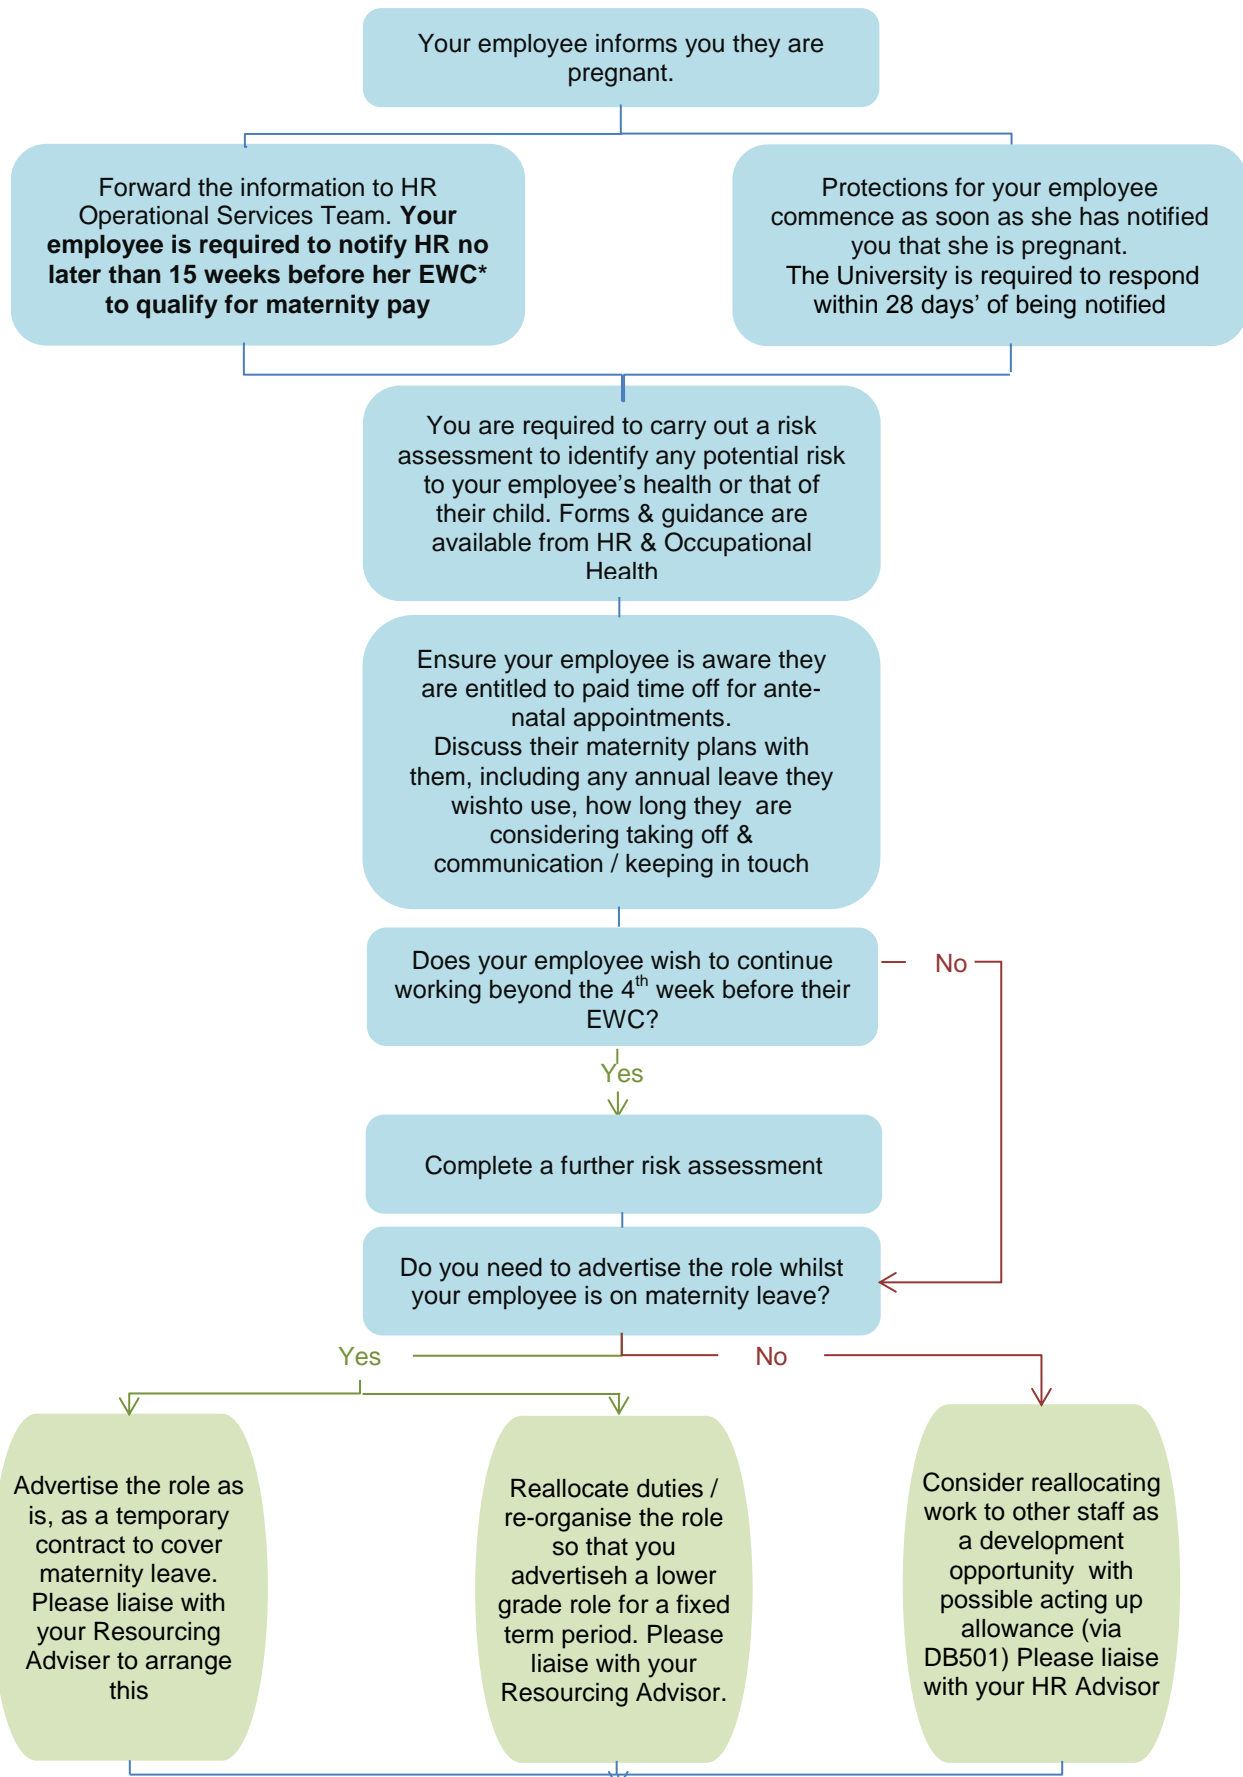 Your employee informs you they are
pregnant.
Forward the information to HR
Operational Services Team. Your
employee is required to notify HR no
later than 15 weeks before her EWC*
to qualify for maternity pay
Protections for your employee
commence as soon as she has notified
you that she is pregnant.
The University is required to respond
within 28 days’ of being notified
You are required to carry out a risk
assessment to identify any potential risk
to your employee’s health or that of
their child. Forms & guidance are
available from HR & Occupational
Health
Ensure your employee is aware they
are entitled to paid time off for ante-
natal appointments.
Discuss their maternity plans with
them, including any annual leave they
wishto use, how long they are
considering taking off &
communication / keeping in touch
Does your employee wish to continue
working beyond the 4th week before their
EWC?
No
Yes
Complete a further risk assessment
Do you need to advertise the role whilst
your employee is on maternity leave?
Yes
No
Advertise the role as
is, as a temporary
contract to cover
maternity leave.
Please liaise with
your Resourcing
Adviser to arrange
this
Reallocate duties /
re-organise the role
so that you
advertiseh a lower
grade role for a fixed
term period. Please
liaise with your
Resourcing Advisor.
Consider reallocating
work to other staff as
a development
opportunity with
possible acting up
allowance (via
DB501) Please liaise
with your HR Advisor